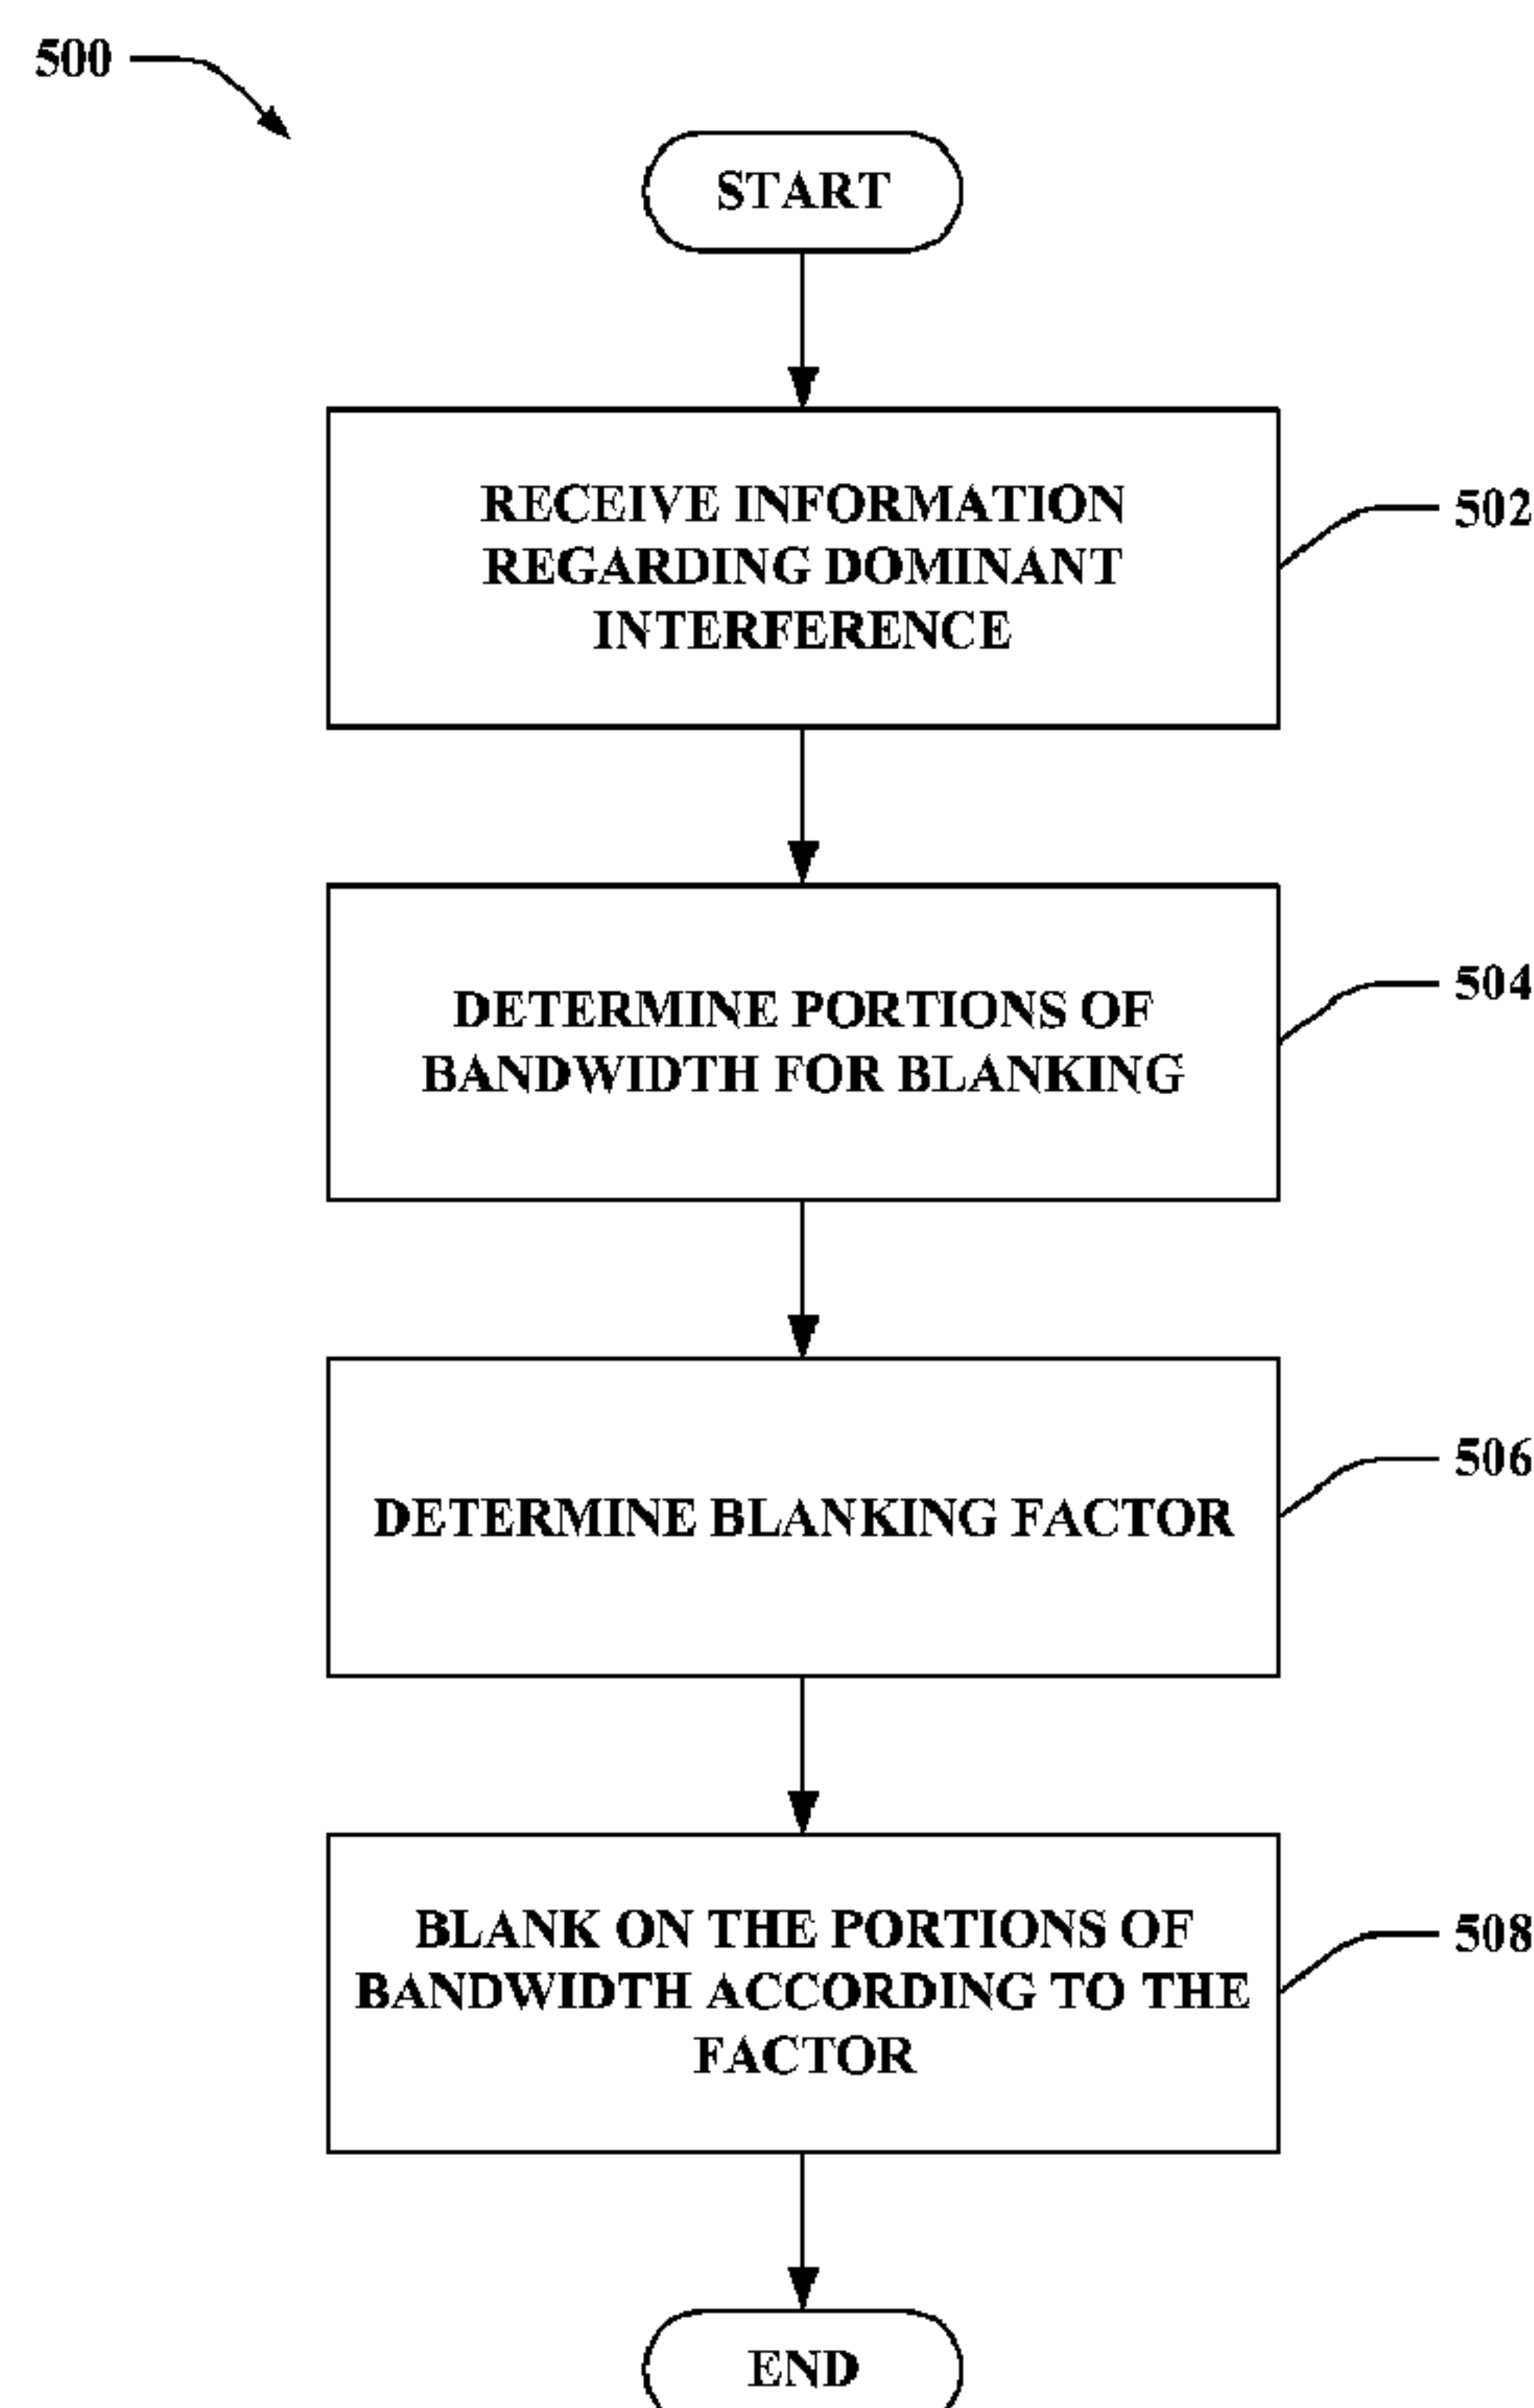 500
START
RECEIVE INFORMATION
REGARDING DOMINANT
INTERFERENCE
502
DETERMINE PORTIONS OF
BANDWIDTH FOR BLANKING
504
DETERMINE BLANKING FACTOR
506
BLANK ON THE PORTIONS OF
BANDWIDTH ACCORDING TO THE
FACTOR
508
END